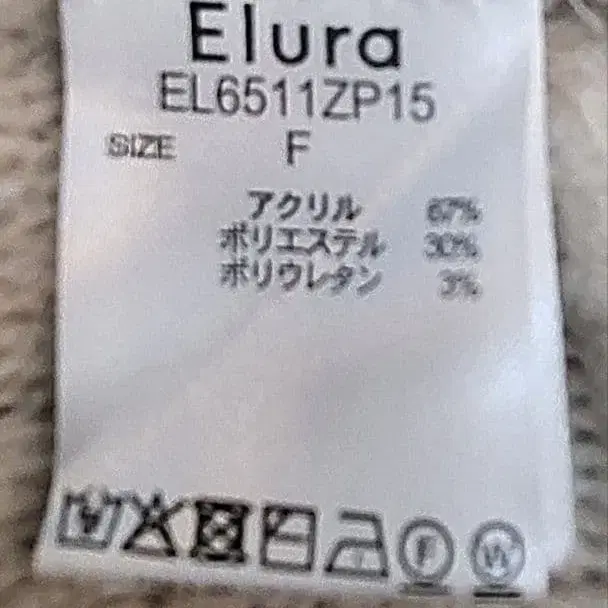 Elura
EL6511ZP15
SIZE F
アクリル 67%
ポリエステル 30%
ポリウレタン 3%
F W